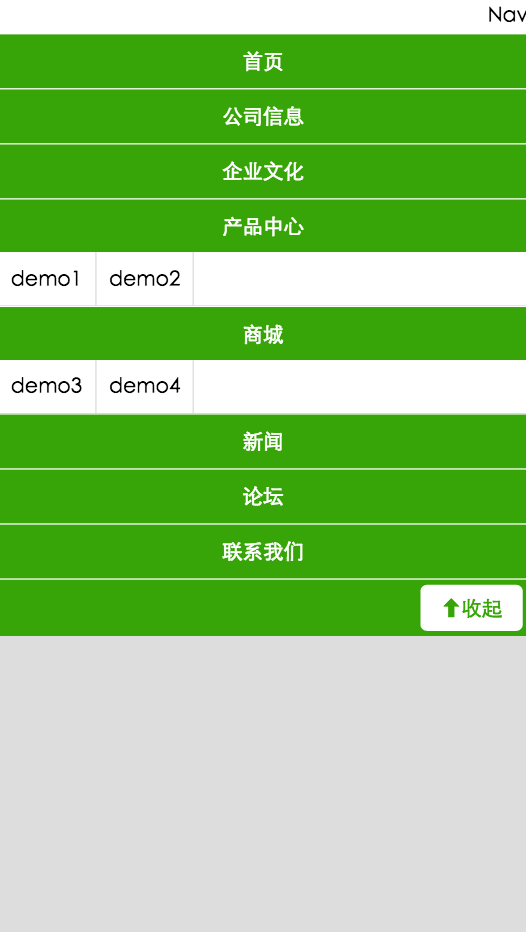 Nav
首页
公司信息
企业文化
产品中心
demo1 demo2
商城
demo3 demo4
新闻
论坛
联系我们
收起